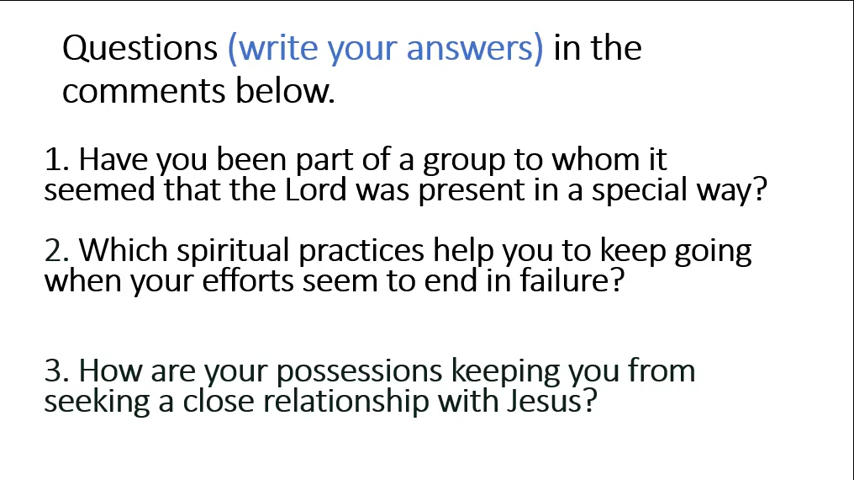 Questions (write your answers) in the
comments below.
1. Have you been part of a group to whom it
seemed that the Lord was present in a special way?
2. Which spiritual practices help you to keep going
when your efforts seem to end in failure?
3. How are your possessions keeping you from
seeking a close relationship with Jesus?